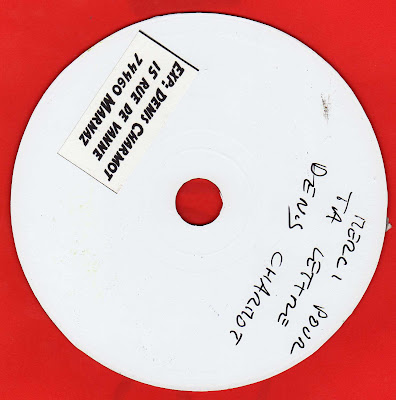 EXP: DENIS CHARMOT
15 RUE DE VANNE
74460 MARNAZ
MERCI POUR
TA LETTRE
DENIS CHARMOT